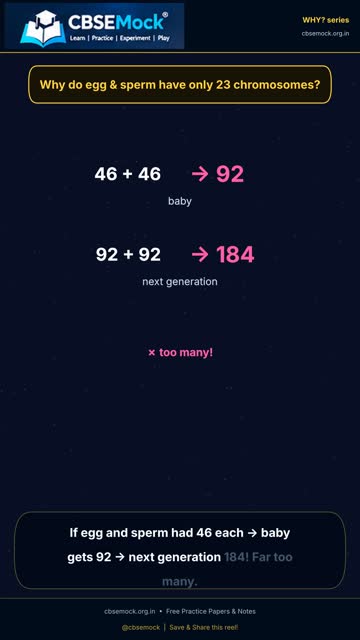 CBSEMock®
Learn | Practice | Experiment | Play
WHY? series
cbsemock.org.in
Why do egg & sperm have only 23 chromosomes?
46 + 46 → 92
baby
92 + 92 → 184
next generation
× too many!
If egg and sperm had 46 each → baby
gets 92 → next generation 184! Far too
many.
cbsemock.org.in • Free Practice Papers & Notes
@cbsemock | Save & Share this reel!